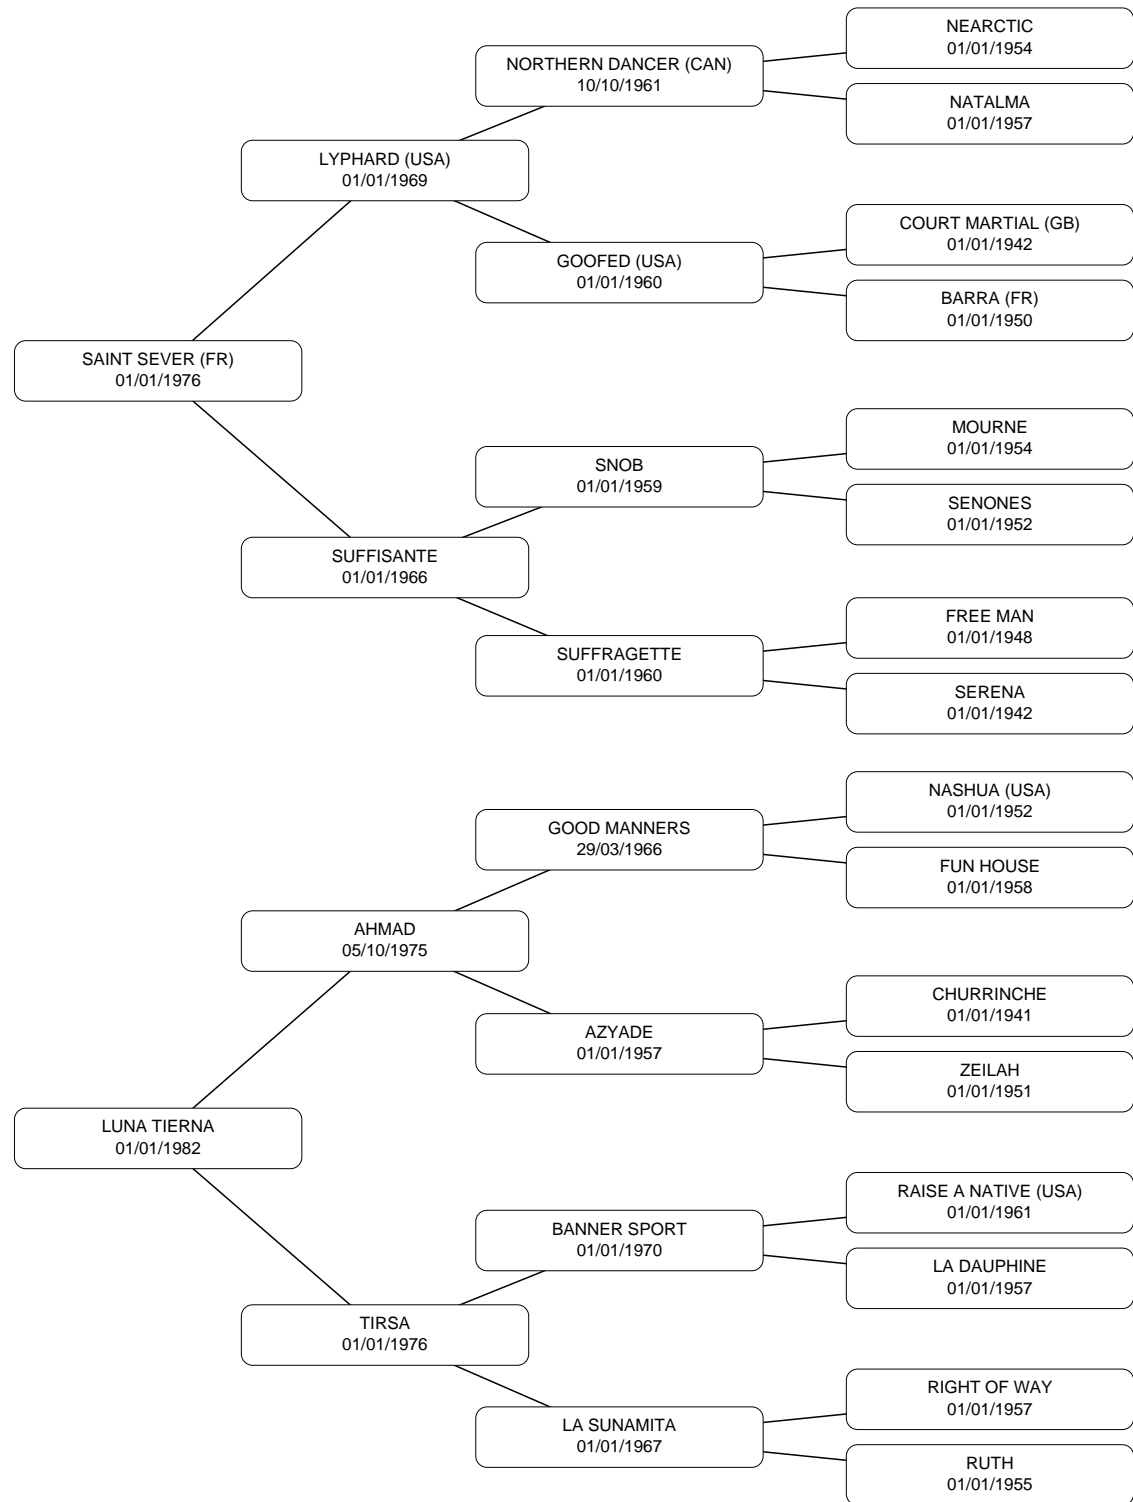 NEARCTIC
01/01/1954
NORTHERN DANCER (CAN)
10/10/1961
NATALMA
01/01/1957
LYPHARD (USA)
01/01/1969
COURT MARTIAL (GB)
01/01/1942
GOOFED (USA)
01/01/1960
BARRA (FR)
01/01/1950
SAINT SEVER (FR)
01/01/1976
MOURNE
01/01/1954
SNOB
01/01/1959
SENONES
01/01/1952
SUFFISANTE
01/01/1966
FREE MAN
01/01/1948
SUFFRAGETTE
01/01/1960
SERENA
01/01/1942
NASHUA (USA)
01/01/1952
GOOD MANNERS
29/03/1966
FUN HOUSE
01/01/1958
AHMAD
05/10/1975
CHURRINCHE
01/01/1941
AZYADE
01/01/1957
ZEILAH
01/01/1951
LUNA TIERNA
01/01/1982
RAISE A NATIVE (USA)
01/01/1961
BANNER SPORT
01/01/1970
LA DAUPHINE
01/01/1957
TIRSA
01/01/1976
RIGHT OF WAY
01/01/1957
LA SUNAMITA
01/01/1967
RUTH
01/01/1955